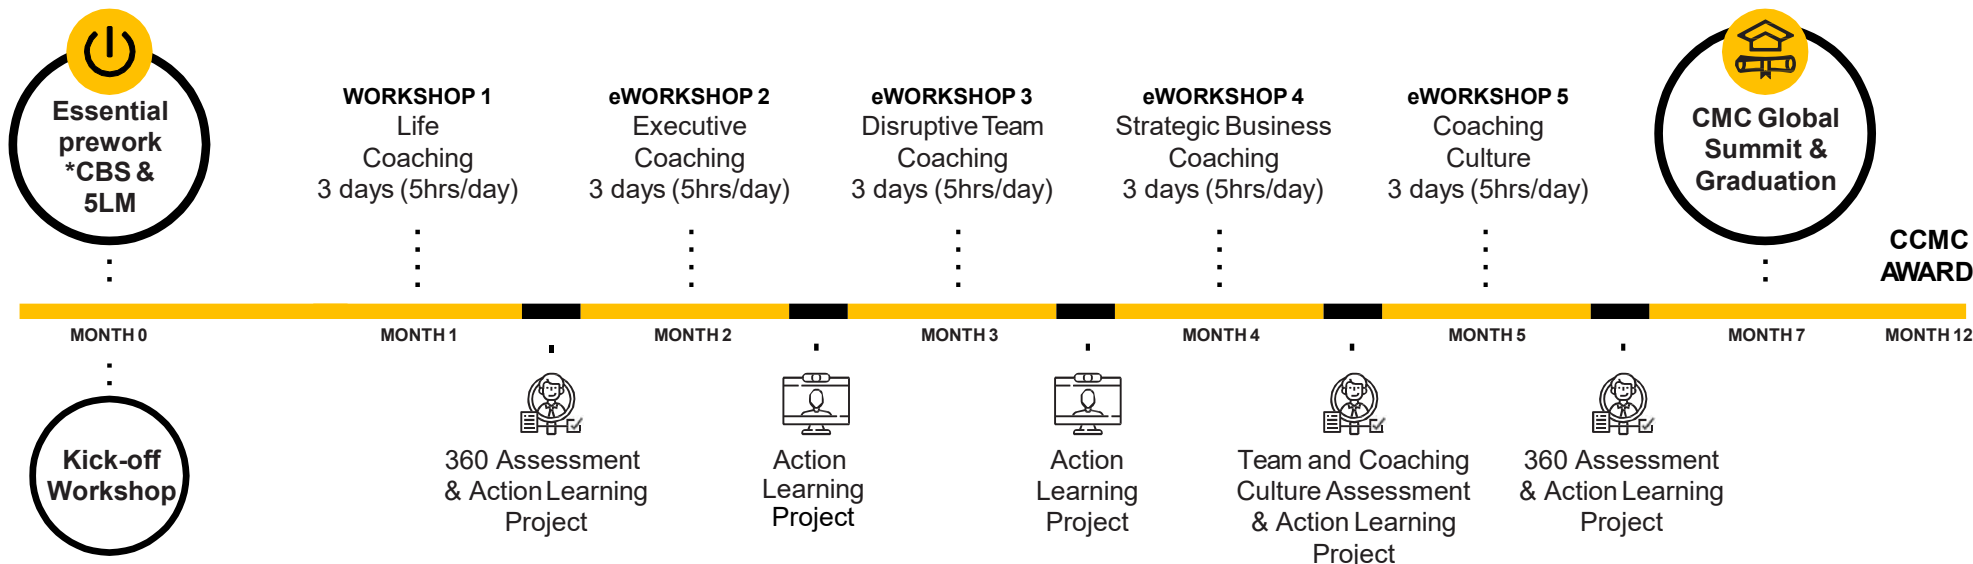 Essential
prework
*CBS &
5LM
WORKSHOP 1
Life
Coaching
3 days (5hrs/day)
eWORKSHOP 2
Executive
Coaching
3 days (5hrs/day)
eWORKSHOP 3
Disruptive Team
Coaching
3 days (5hrs/day)
eWORKSHOP 4
Strategic Business
Coaching
3 days (5hrs/day)
eWORKSHOP 5
Coaching
Culture
3 days (5hrs/day)
CMC Global
Summit &
Graduation
CCMC
AWARD
MONTH 0
MONTH 1
MONTH 2
MONTH 3
MONTH 4
MONTH 5
MONTH 7
MONTH 12
Kick-off
Workshop
360 Assessment
& Action Learning
Project
Action
Learning
Project
Action
Learning
Project
Team and Coaching
Culture Assessment
& Action Learning
Project
360 Assessment
& Action Learning
Project